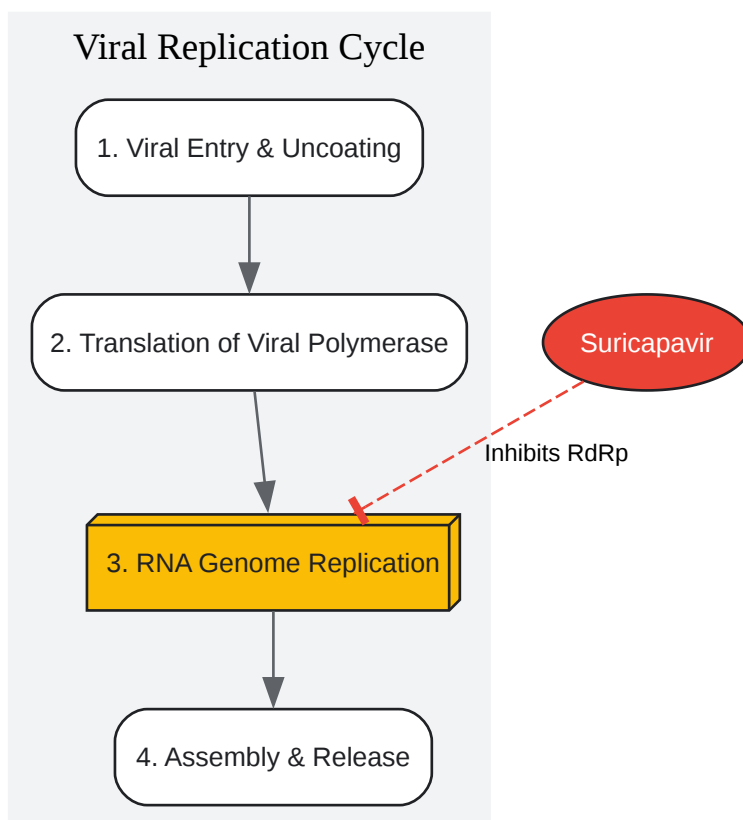 Viral Replication Cycle
1. Viral Entry & Uncoating
2. Translation of Viral Polymerase
Suricapavir
Inhibits RdRp
3. RNA Genome Replication
4. Assembly & Release